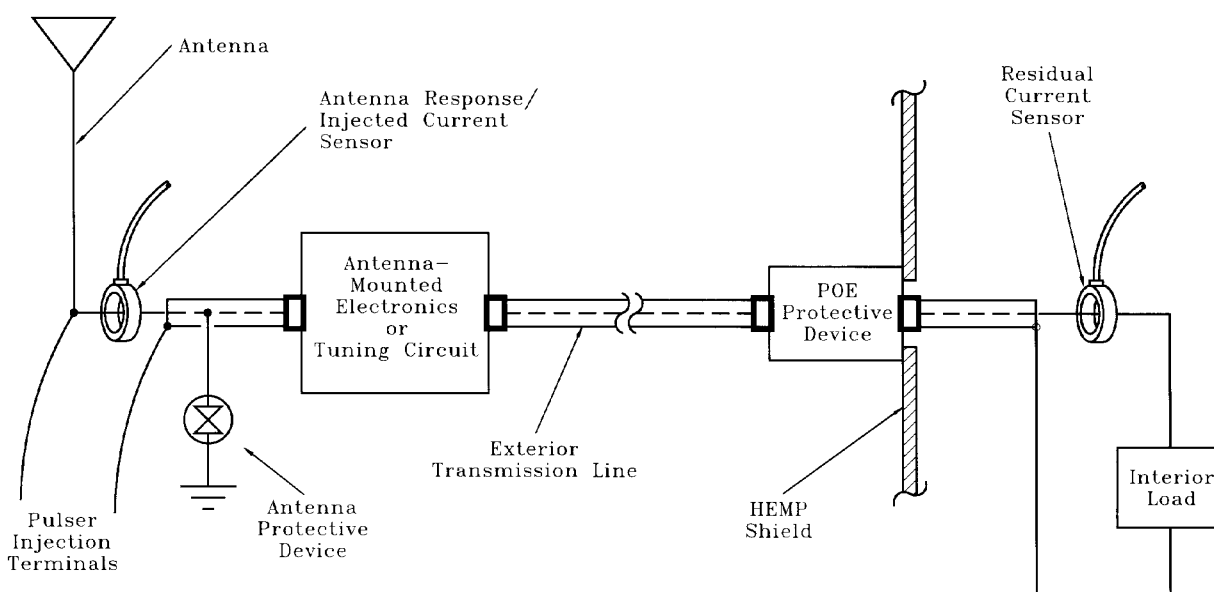 Antenna
Antenna Response/
Injected Current
Sensor
Residual
Current
Sensor
Antenna-
Mounted
Electronics
or
Tuning Circuit
POE
Protective
Device
Exterior
Transmission Line
HEMP
Shield
Interior
Load
Antenna
Protective
Device
Pulser
Injection
Terminals